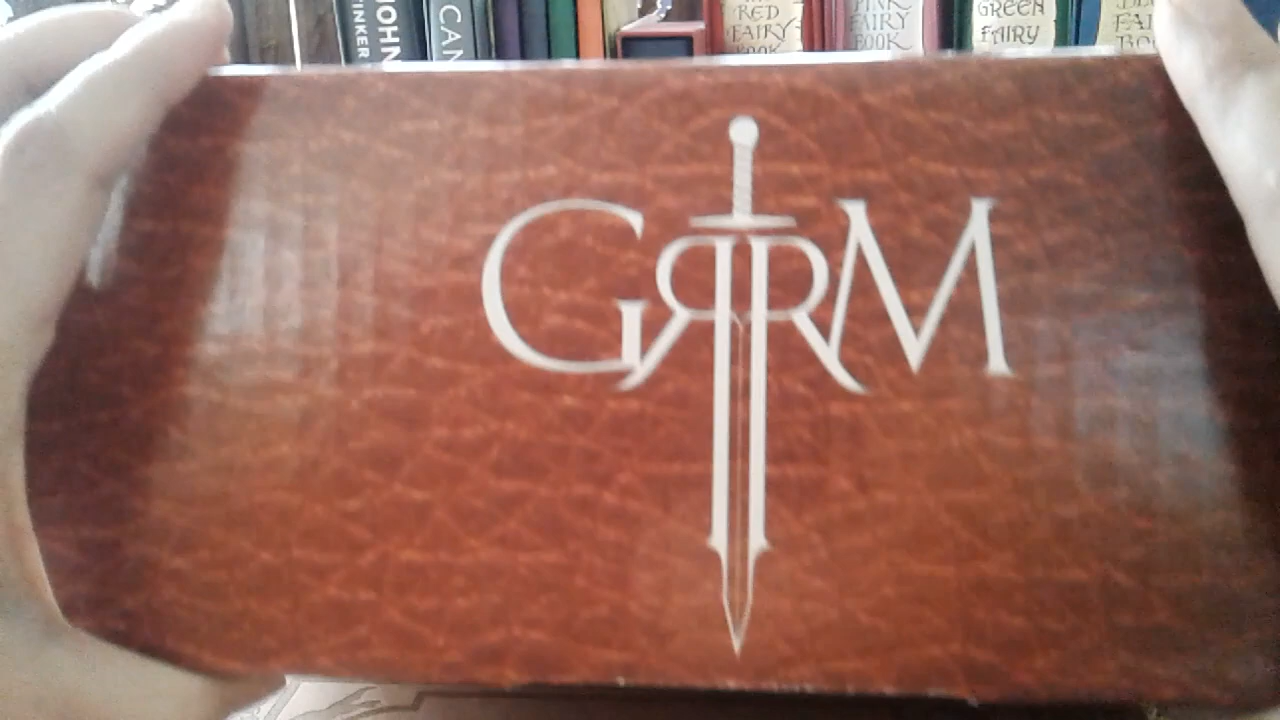 JOHN
TINKER
CAN
RED
FAIRY
BOOK
PINK
FAIRY
BOOK
GREEN
FAIRY
GRRM